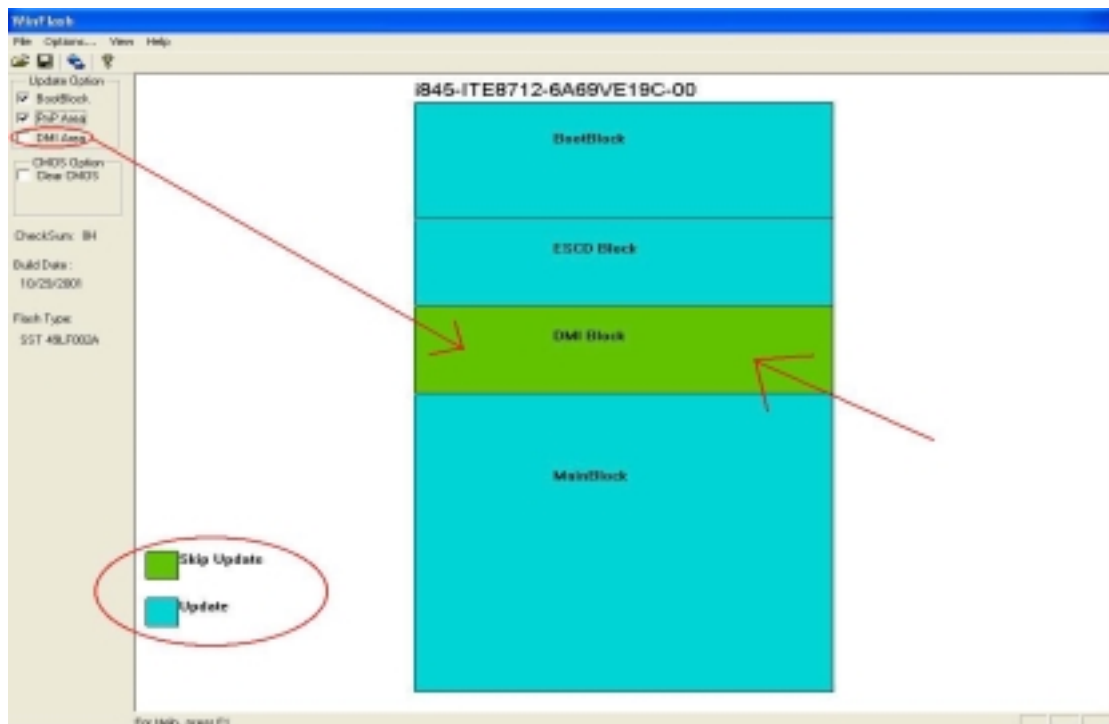 WinFlash
File Options... View Help
Update Option
BootBlock
PnP Area
DMI Area
CMOS Option
Clear CMOS
CheckSum: 0H
Build Date :
10/25/2001
Flash Type:
SST 49LF002A
i845-ITE8712-6A69VE19C-00
BootBlock
ESCD Block
DMI Block
MainBlock
Skip Update
Update
For Help, press F1